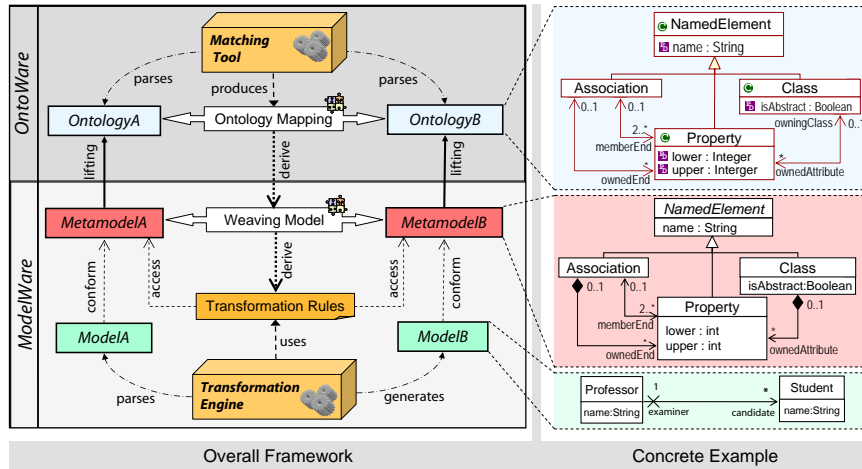 OntoWare
Matching
Tool
parses
produces
parses
OntologyA
Ontology Mapping
OntologyB
lifting
derive
lifting
ModelWare
MetamodelA
Weaving Model
MetamodelB
conform
access
derive
access
conform
Transformation Rules
ModelA
uses
ModelB
parses
Transformation
Engine
generates
Overall Framework
NamedElement
name : String
Association
Class
isAbstract : Boolean
0..1
0..1
owningClass
0..1
2..*
memberEnd
Property
lower : Integer
upper : Interger
*
ownedEnd
*
ownedAttribute
NamedElement
name : String
Association
Class
isAbstract:Boolean
0..1
0..1
0..1
2..*
memberEnd
Property
lower : int
upper : int
*
ownedEnd
*
ownedAttribute
Professor
name:String
1
examiner
*
candidate
Student
name:String
Concrete Example